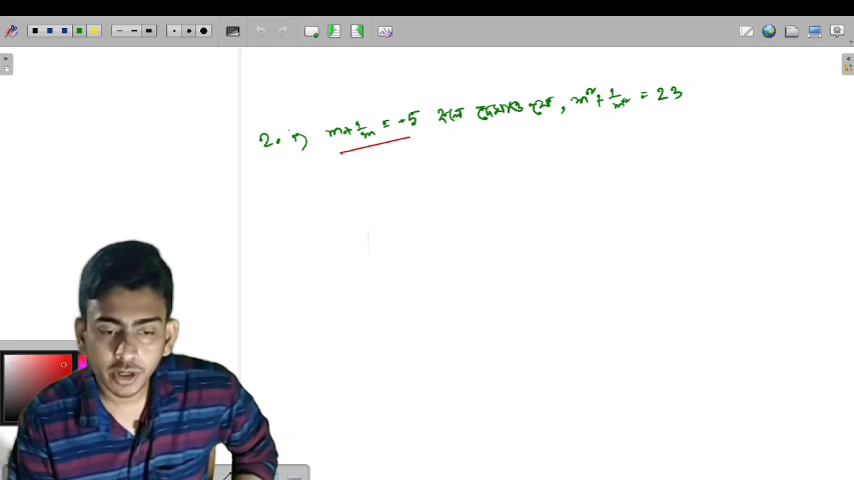 2. i) m+1/m = -5 হলে দেখাও যে, m²+1/m² = 23